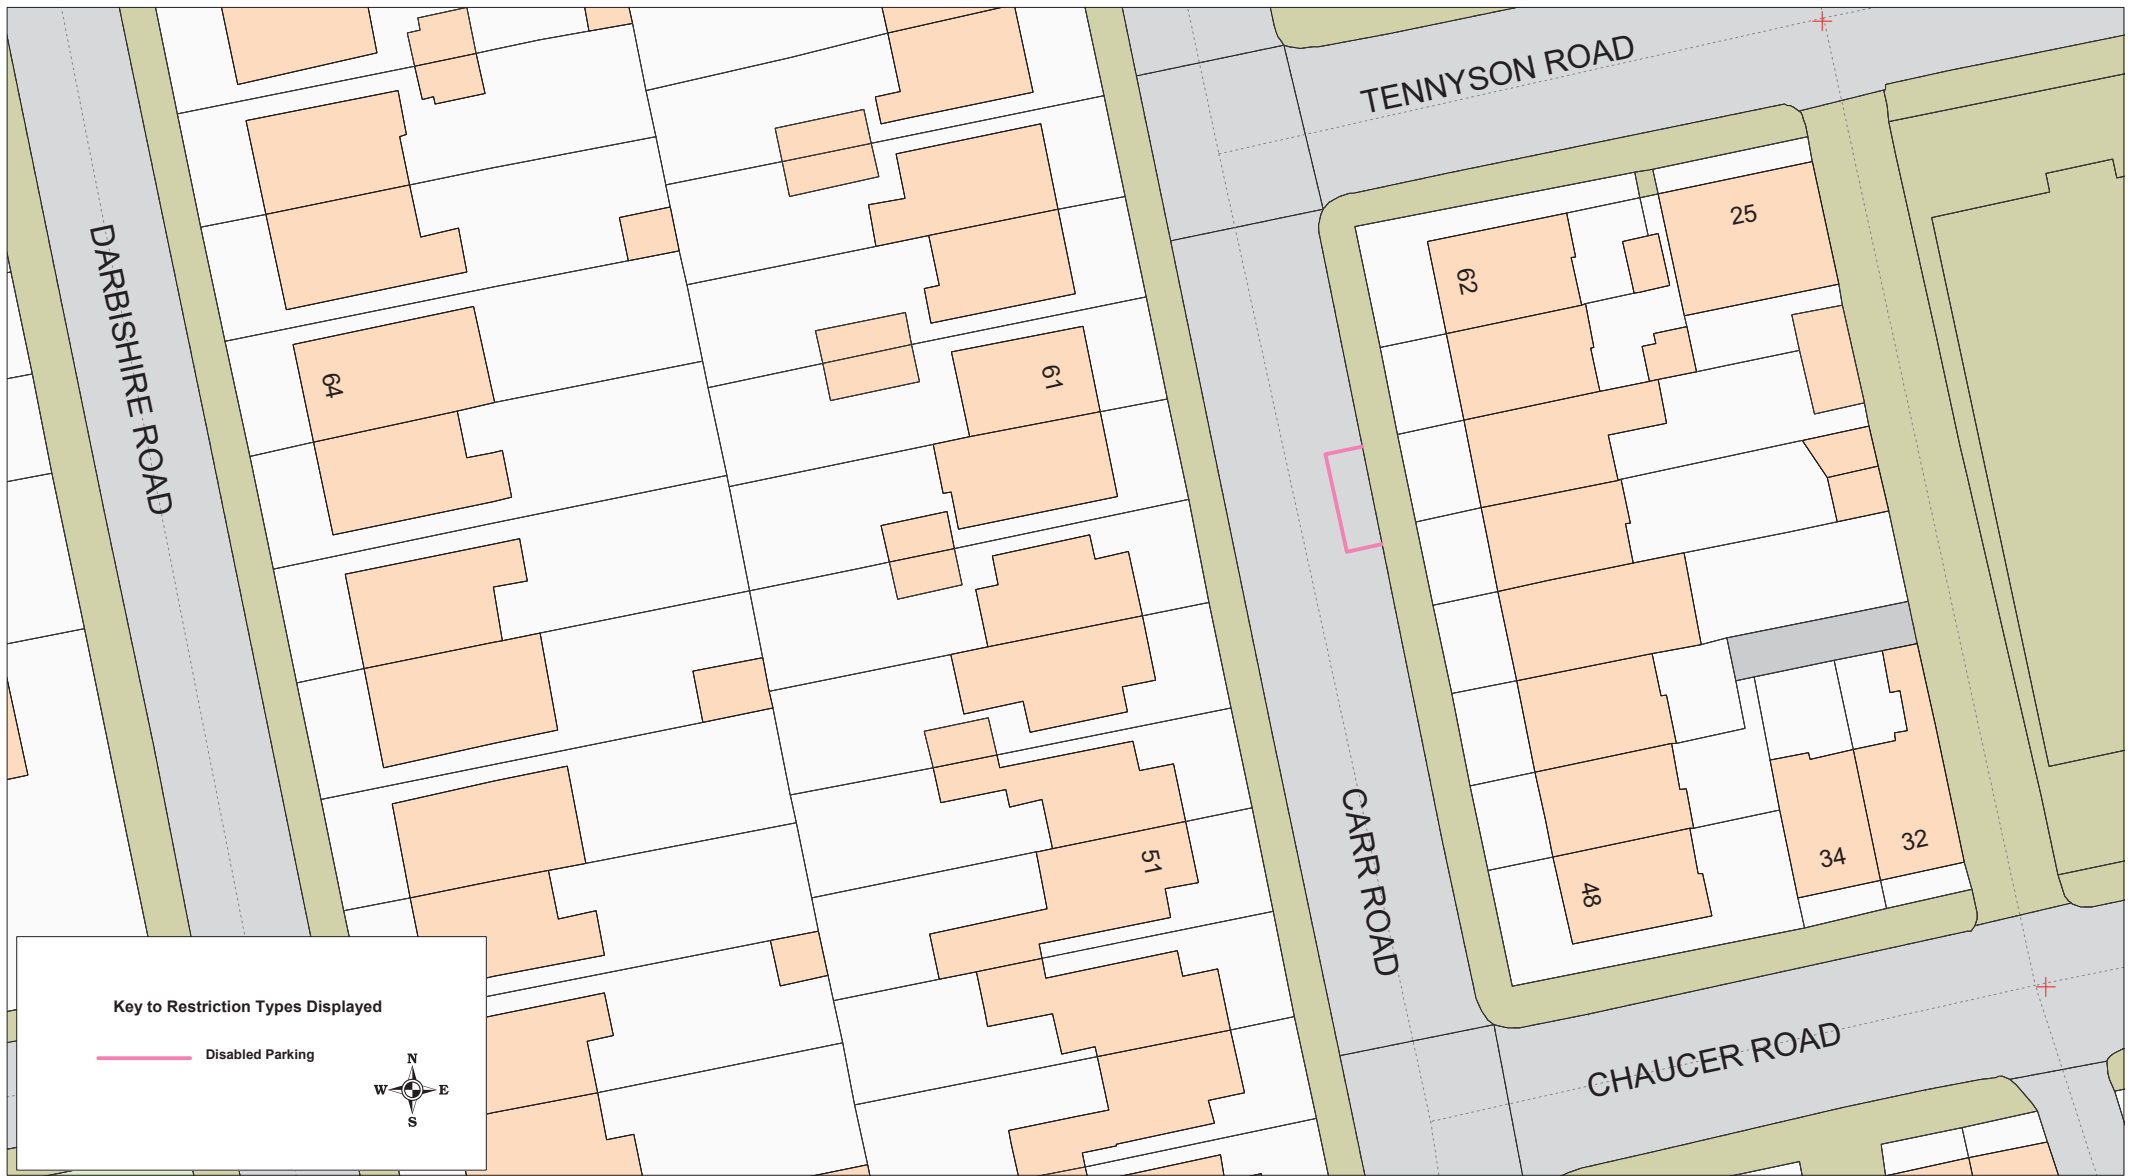 TENNYSON ROAD
25
62
DARBISHIRE ROAD
64
61
CARR ROAD
51
34
32
48
CHAUCER ROAD
Key to Restriction Types Displayed
Disabled Parking
N
W E
S